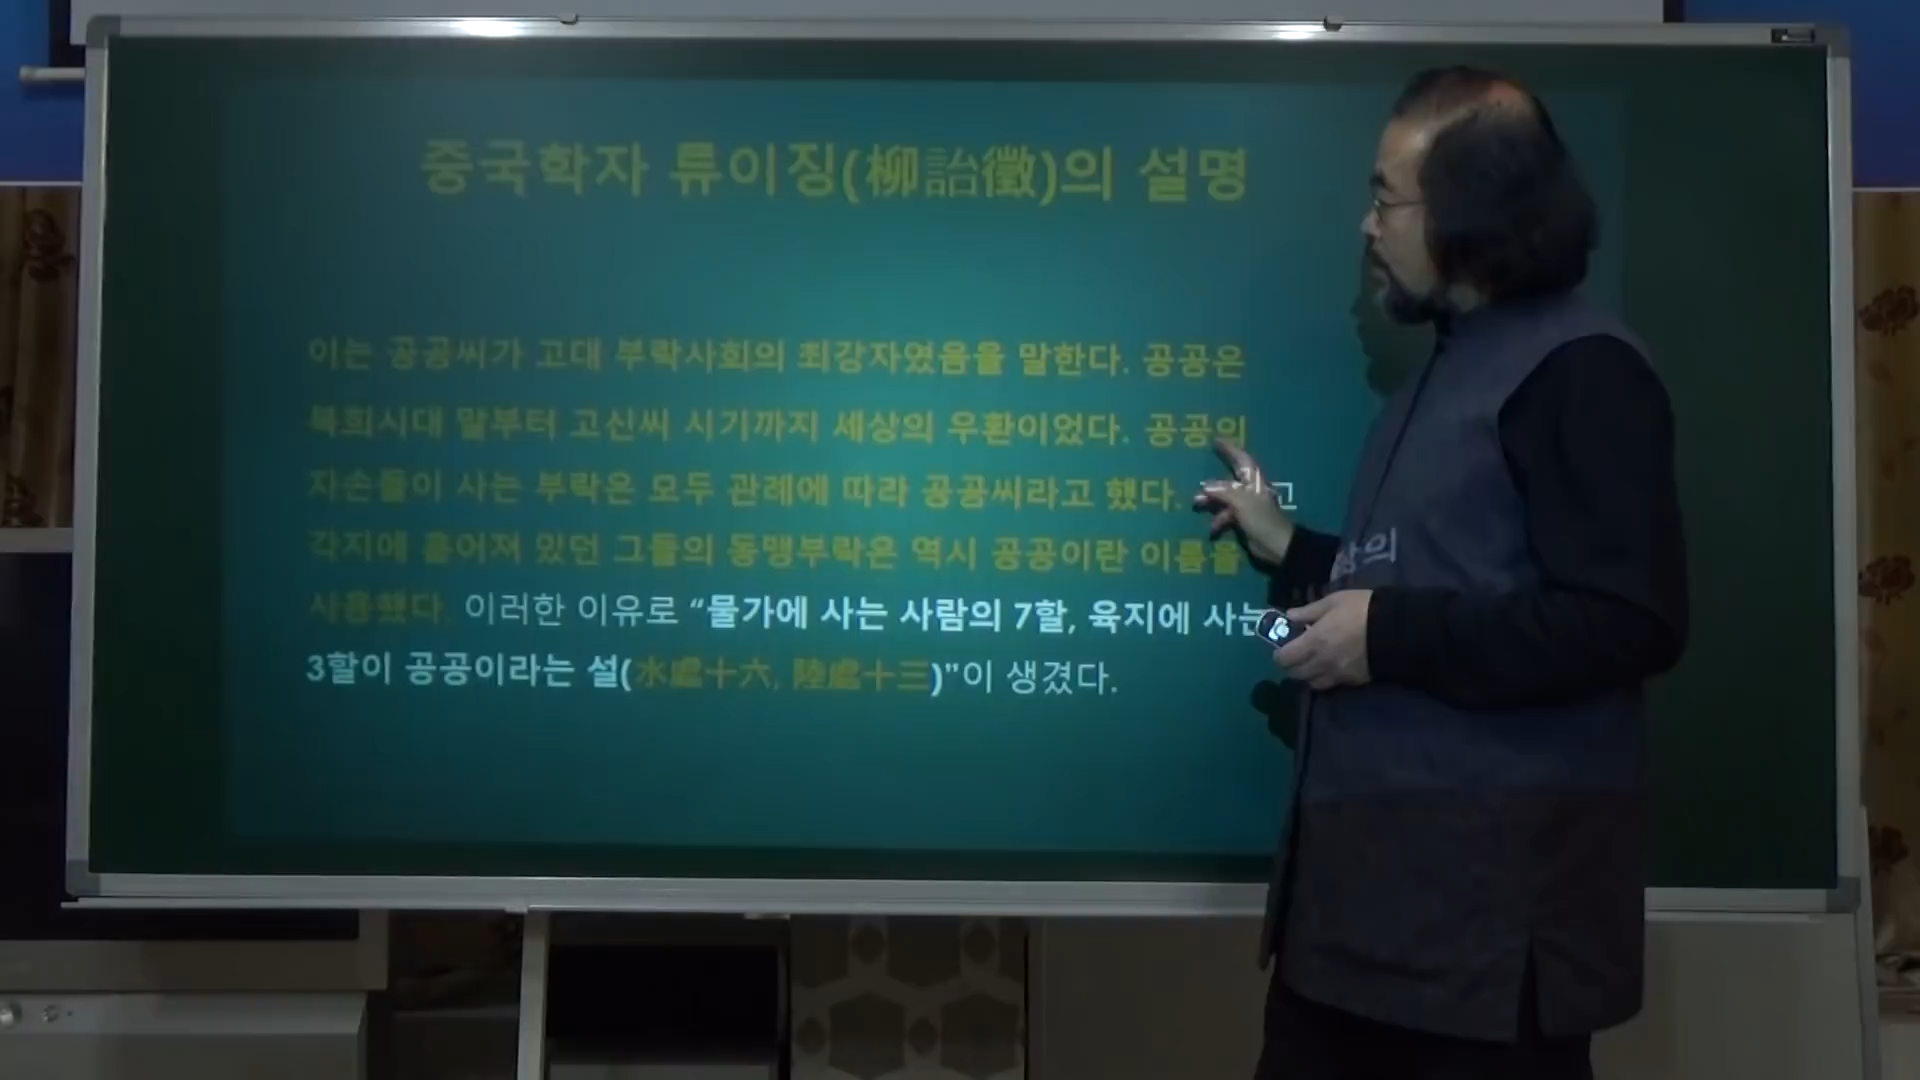 중국학자 류이징(柳詒徵)의 설명
이는 공공씨가 고대 부락사회의 최강자였음을 말한다. 공공은
복희시대 말부터 고신씨 시기까지 세상의 우환이었다. 공공의
자손들이 사는 부락은 모두 관례에 따라 공공씨라고 했다. 고
각지에 흩어져 있던 그들의 동맹부락은 역시 공공이란 이름을 상의
사용했다. 이러한 이유로 “물가에 사는 사람의 7할, 육지에 사는
3할이 공공이라는 설(水處十六, 陸處十三)”이 생겼다.